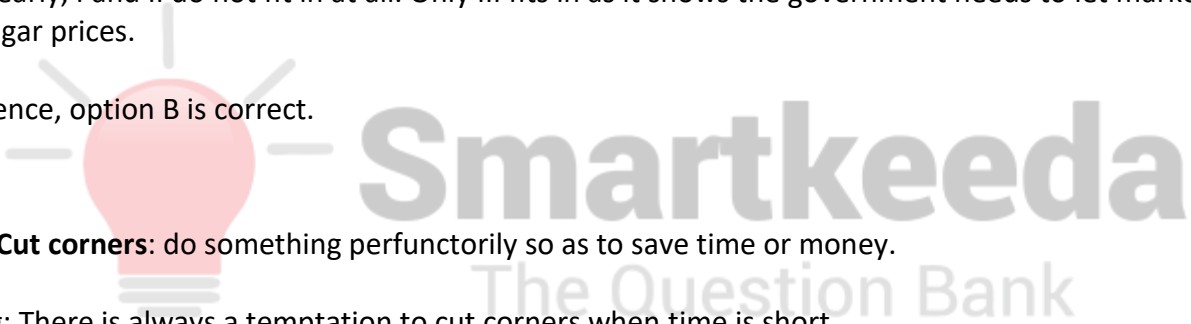 early, I and II do not fit in at all. Only III fits in as it shows the government needs to let marke
gar prices.
ence, option B is correct.
Smartkeeda
Cut corners: do something perfunctorily so as to save time or money.
The Question Bank
: There is always a temptation to cut corners when time is short